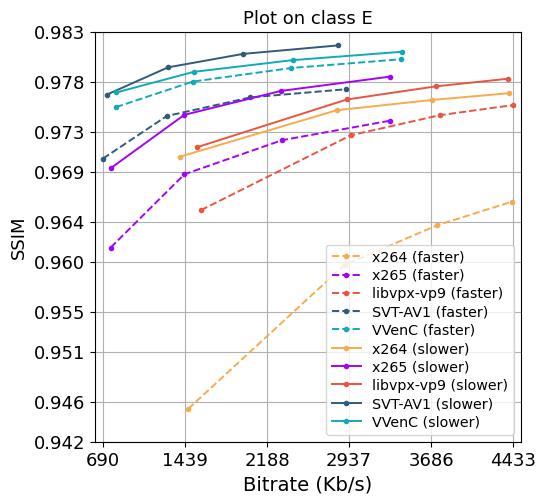 Plot on class E
SSIM
0.983
0.978
0.973
0.969
0.964
0.960
0.955
0.951
0.946
0.942
x264 (faster)
x265 (faster)
libvpx-vp9 (faster)
SVT-AV1 (faster)
VVenC (faster)
x264 (slower)
x265 (slower)
libvpx-vp9 (slower)
SVT-AV1 (slower)
VVenC (slower)
690 1439 2188 2937 3686 4433
Bitrate (Kb/s)